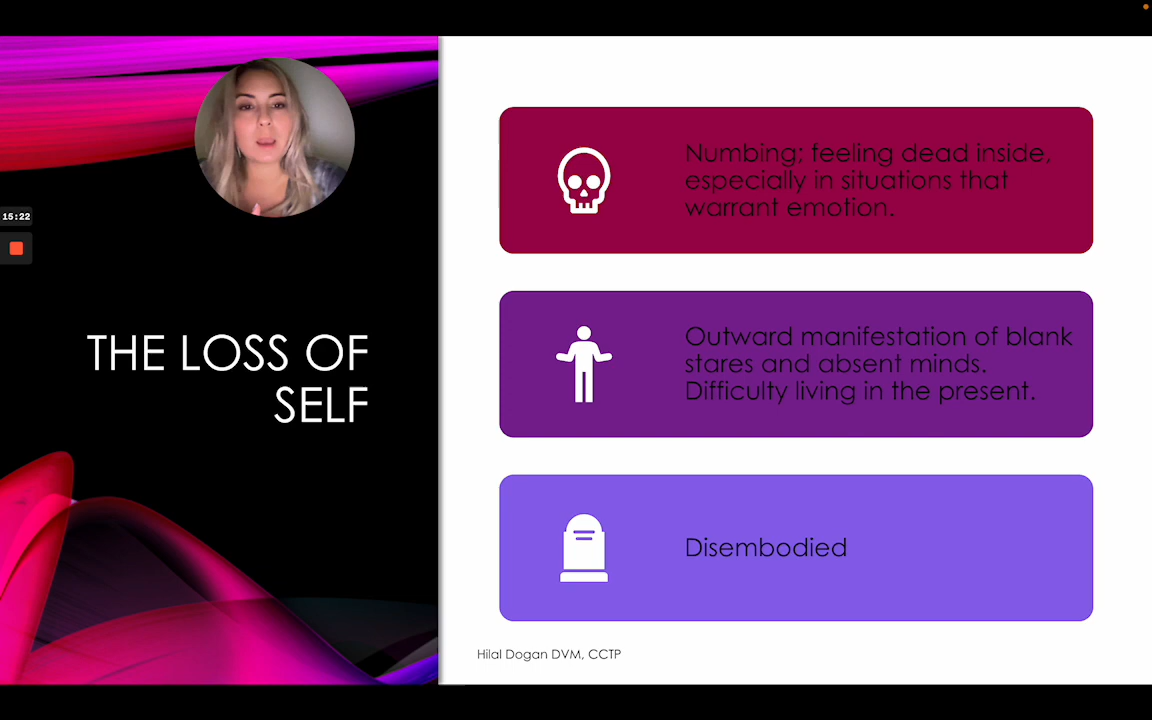 15:22
THE LOSS OF
SELF
Numbing; feeling dead inside,
especially in situations that
warrant emotion.
Outward manifestation of blank
stares and absent minds.
Difficulty living in the present.
Disembodied
Hilal Dogan DVM, CCTP